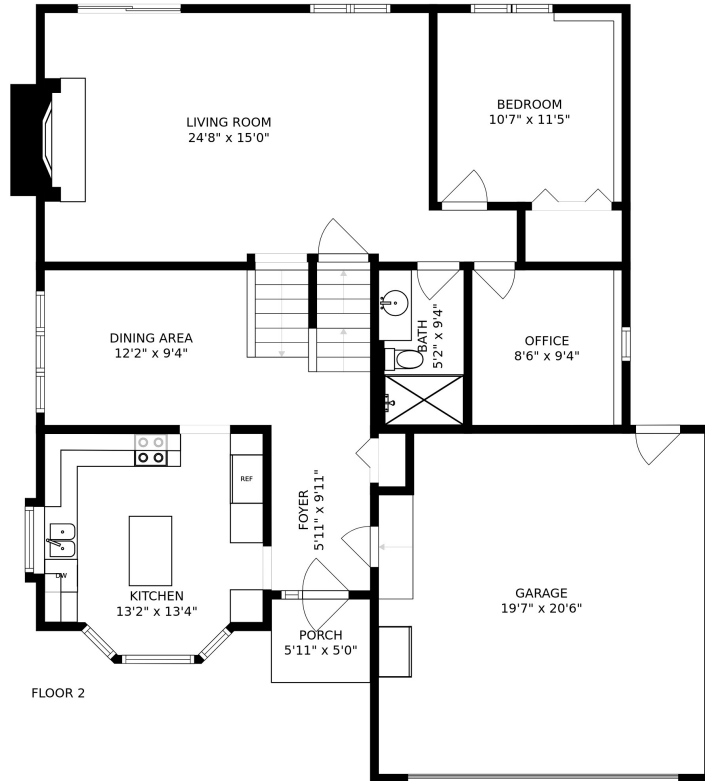 LIVING ROOM
24'8" x 15'0"
BEDROOM
10'7" x 11'5"
DINING AREA
12'2" x 9'4"
BATH
5'2" x 9'4"
OFFICE
8'6" x 9'4"
REF
FOYER
5'11" x 9'11"
DW
KITCHEN
13'2" x 13'4"
GARAGE
19'7" x 20'6"
PORCH
5'11" x 5'0"
FLOOR 2